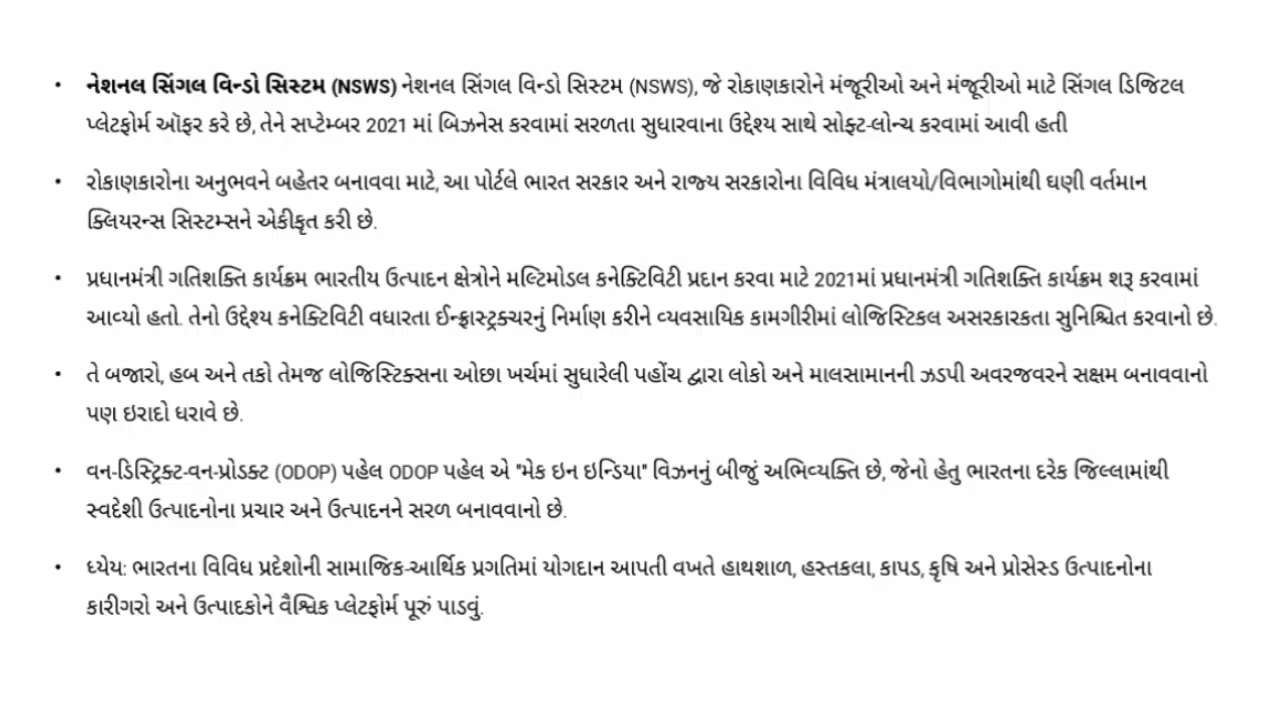 • નેશનલ સિંગલ વિન્ડો સિસ્ટમ (NSWS) નેશનલ સિંગલ વિન્ડો સિસ્ટમ (NSWS), જે રોકાણકારોને મંજૂરીઓ અને મંજૂરીઓ માટે સિંગલ ડિજિટલ
પ્લેટફોર્મ ઑફર કરે છે, તેને સપ્ટેમ્બર 2021 માં બિઝનેસ કરવામાં સરળતા સુધારવાના ઉદ્દેશ્ય સાથે સોફ્ટ-લોન્ચ કરવામાં આવી હતી
• રોકાણકારોના અનુભવને બહેતર બનાવવા માટે, આ પોર્ટલે ભારત સરકાર અને રાજ્ય સરકારોના વિવિધ મંત્રાલયો/વિભાગોમાંથી ઘણી વર્તમાન
ક્લિયરન્સ સિસ્ટમ્સને એકીકૃત કરી છે.
• પ્રધાનમંત્રી ગતિશક્તિ કાર્યક્રમ ભારતીય ઉત્પાદન ક્ષેત્રોને મલ્ટિમોડલ કનેક્ટિવિટી પ્રદાન કરવા માટે 2021માં પ્રધાનમંત્રી ગતિશક્તિ કાર્યક્રમ શરૂ કરવામાં
આવ્યો હતો. તેનો ઉદ્દેશ્ય કનેક્ટિવિટી વધારતા ઈન્ફ્રાસ્ટ્રક્ચરનું નિર્માણ કરીને વ્યવસાયિક કામગીરીમાં લોજિસ્ટિકલ અસરકારકતા સુનિશ્ચિત કરવાનો છે.
• તે બજારો, હબ અને તકો તેમજ લોજિસ્ટિક્સના ઓછા ખર્ચમાં સુધારેલી પહોંચ દ્વારા લોકો અને માલસામાનની ઝડપી અવરજવરને સક્ષમ બનાવવાનો
પણ ઇરાદો ધરાવે છે.
• વન-ડિસ્ટ્રિક્ટ-વન-પ્રોડક્ટ (ODOP) પહેલ ODOP પહેલ એ "મેક ઇન ઇન્ડિયા" વિઝનનું બીજું અભિવ્યક્તિ છે, જેનો હેતુ ભારતના દરેક જિલ્લામાંથી
સ્વદેશી ઉત્પાદનોના પ્રચાર અને ઉત્પાદનને સરળ બનાવવાનો છે.
• ધ્યેય: ભારતના વિવિધ પ્રદેશોની સામાજિક-આર્થિક પ્રગતિમાં યોગદાન આપતી વખતે હાથશાળ, હસ્તકલા, કાપડ, કૃષિ અને પ્રોસેસ્ડ ઉત્પાદનોના
કારીગરો અને ઉત્પાદકોને વૈશ્વિક પ્લેટફોર્મ પૂરું પાડવું.